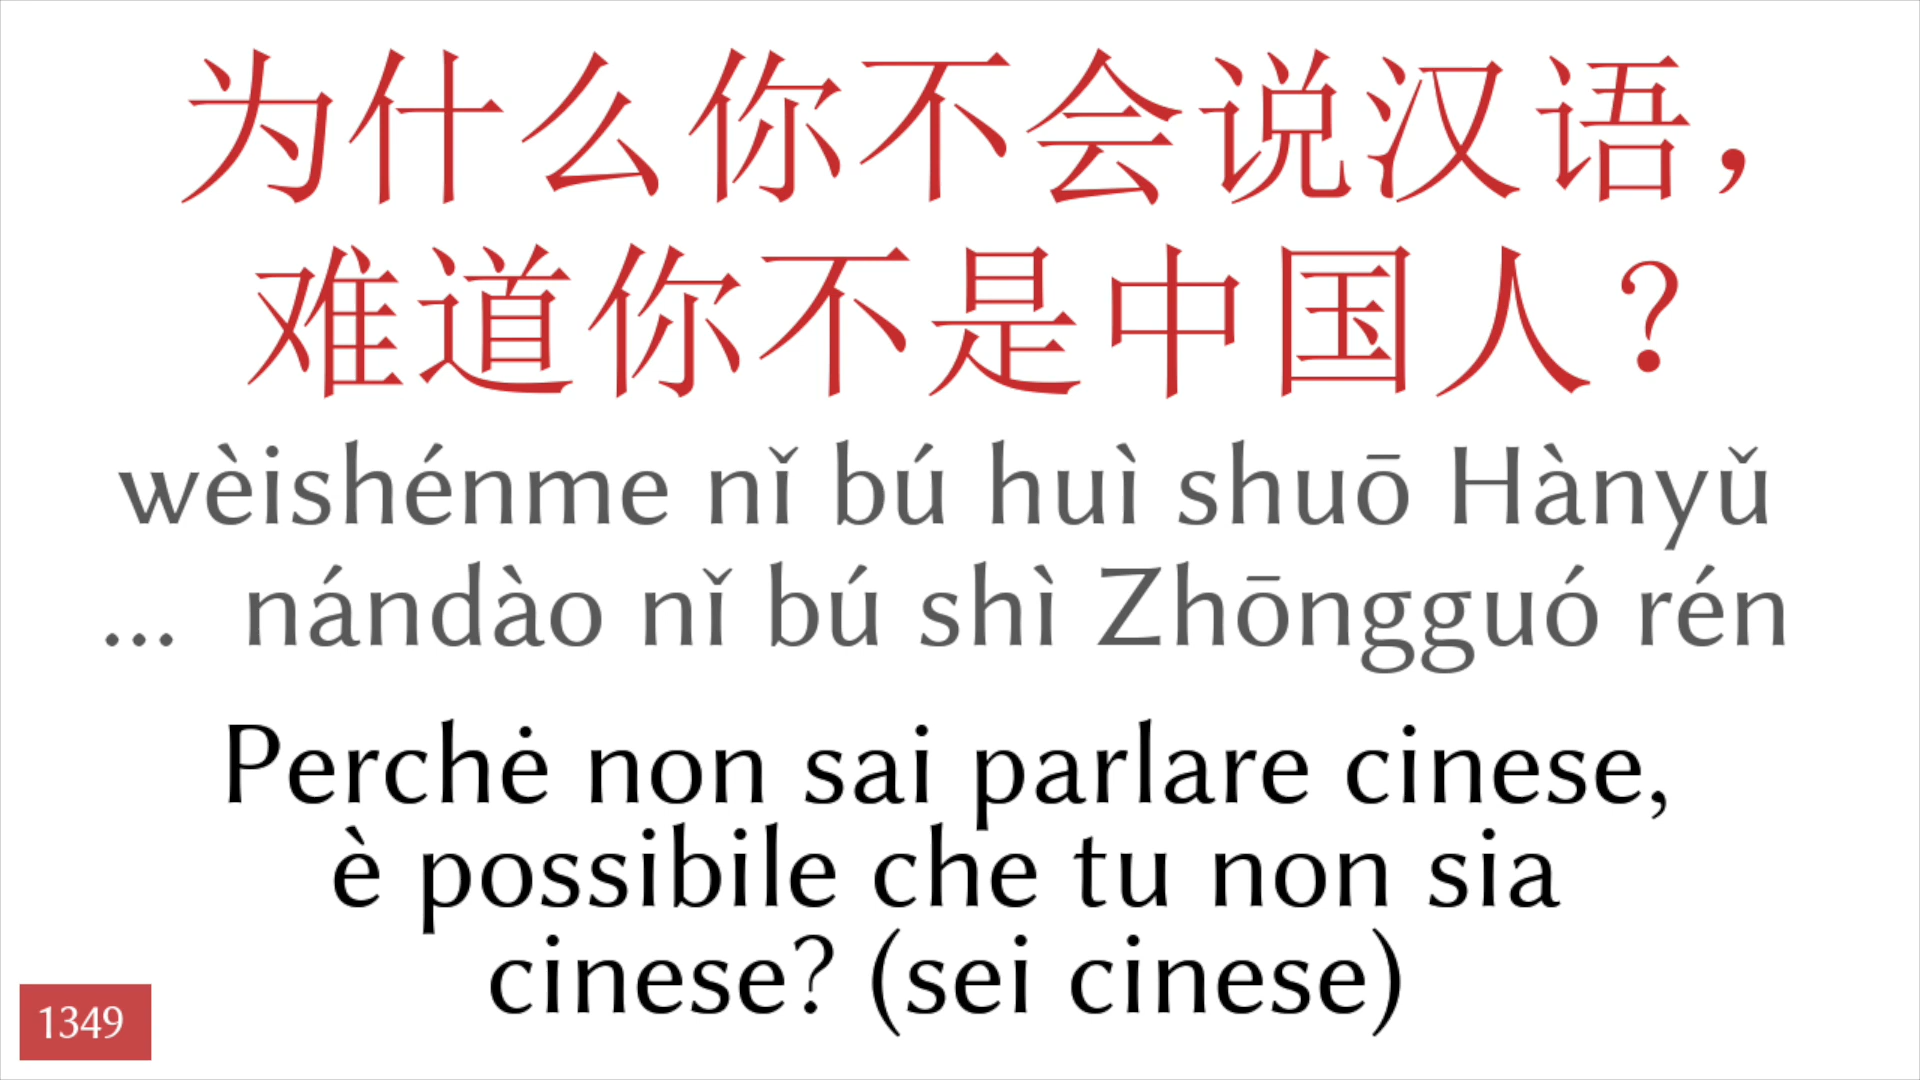 为什么你不会说汉语，
难道你不是中国人？
wèishénme nǐ bú huì shuō Hànyǔ
... nándào nǐ bú shì Zhōngguó rén
Perchė non sai parlare cinese,
è possibile che tu non sia
cinese? (sei cinese)
1349